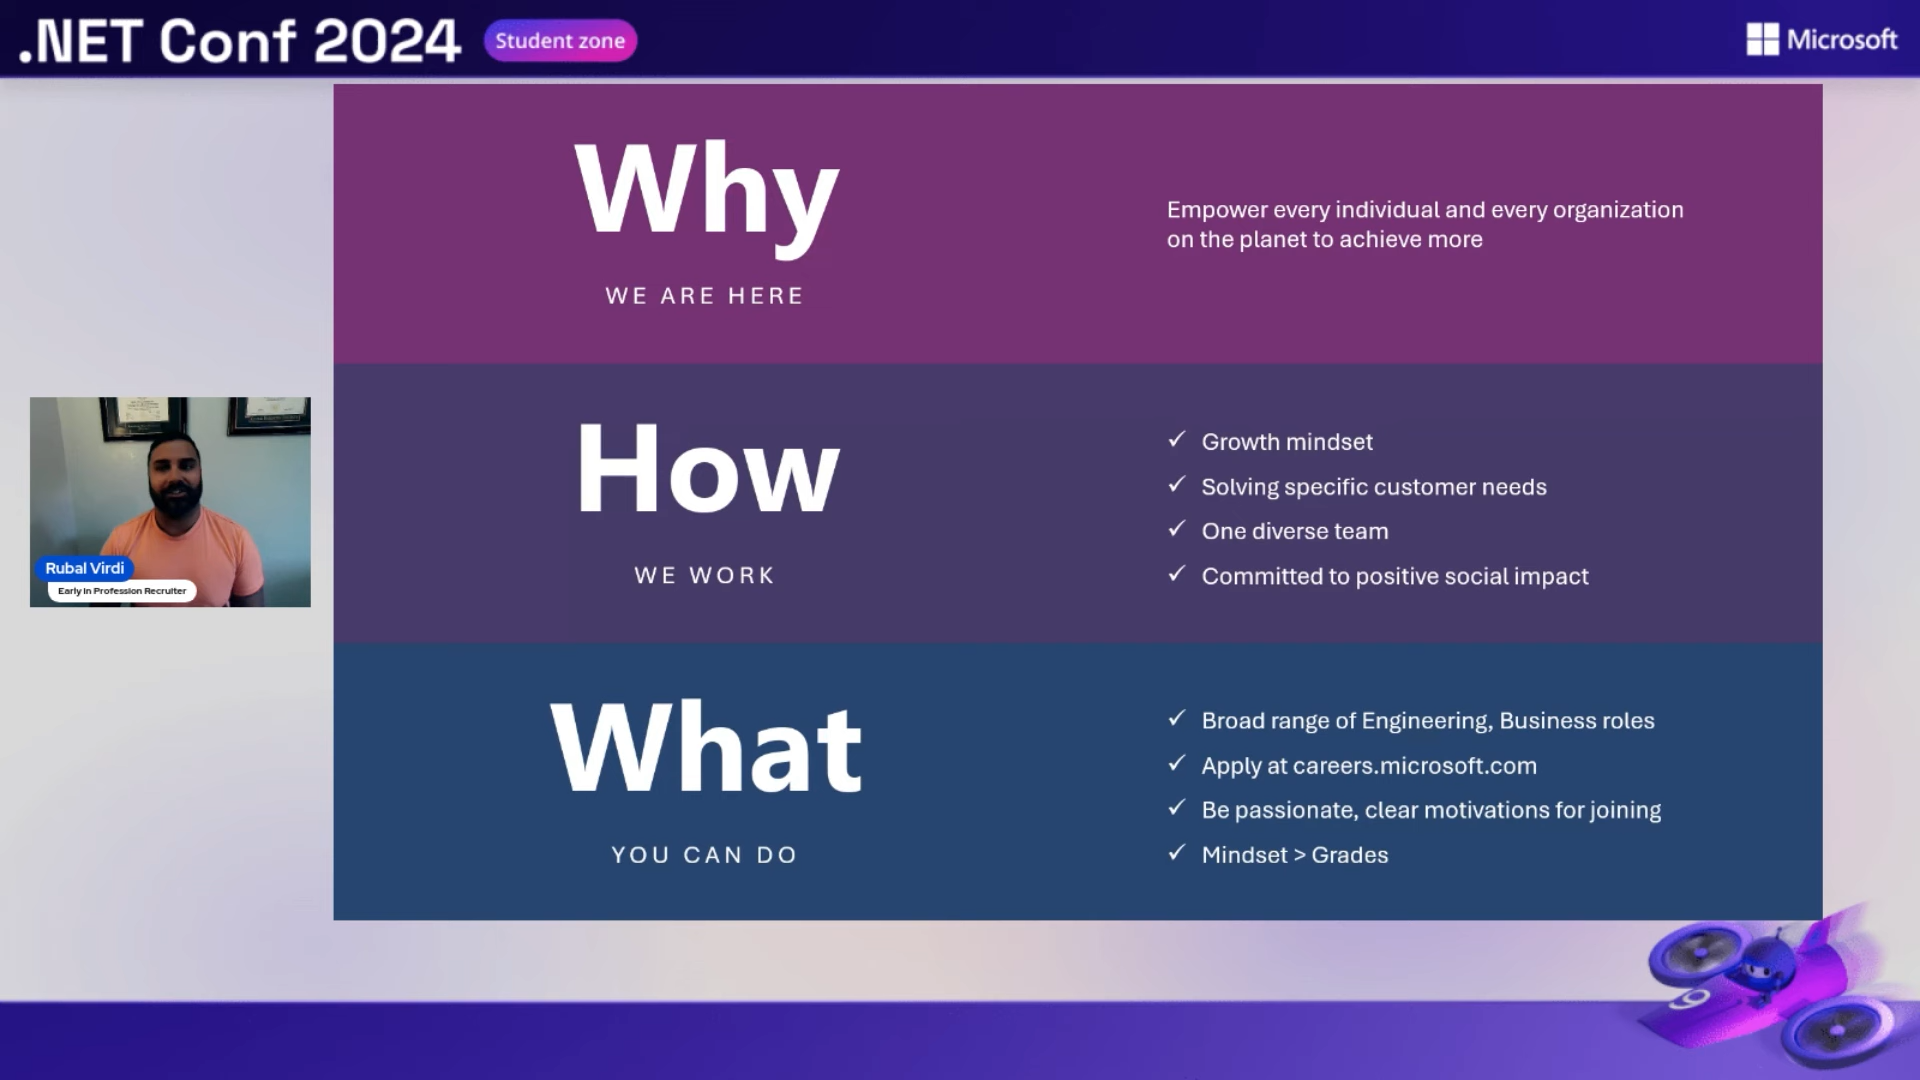 .NET Conf 2024
Student zone
Microsoft
Why
WE ARE HERE
Empower every individual and every organization
on the planet to achieve more
How
WE WORK
✓ Growth mindset
✓ Solving specific customer needs
✓ One diverse team
✓ Committed to positive social impact
Rubal Virdi
Early in Profession Recruiter
What
YOU CAN DO
✓ Broad range of Engineering, Business roles
✓ Apply at careers.microsoft.com
✓ Be passionate, clear motivations for joining
✓ Mindset > Grades
9